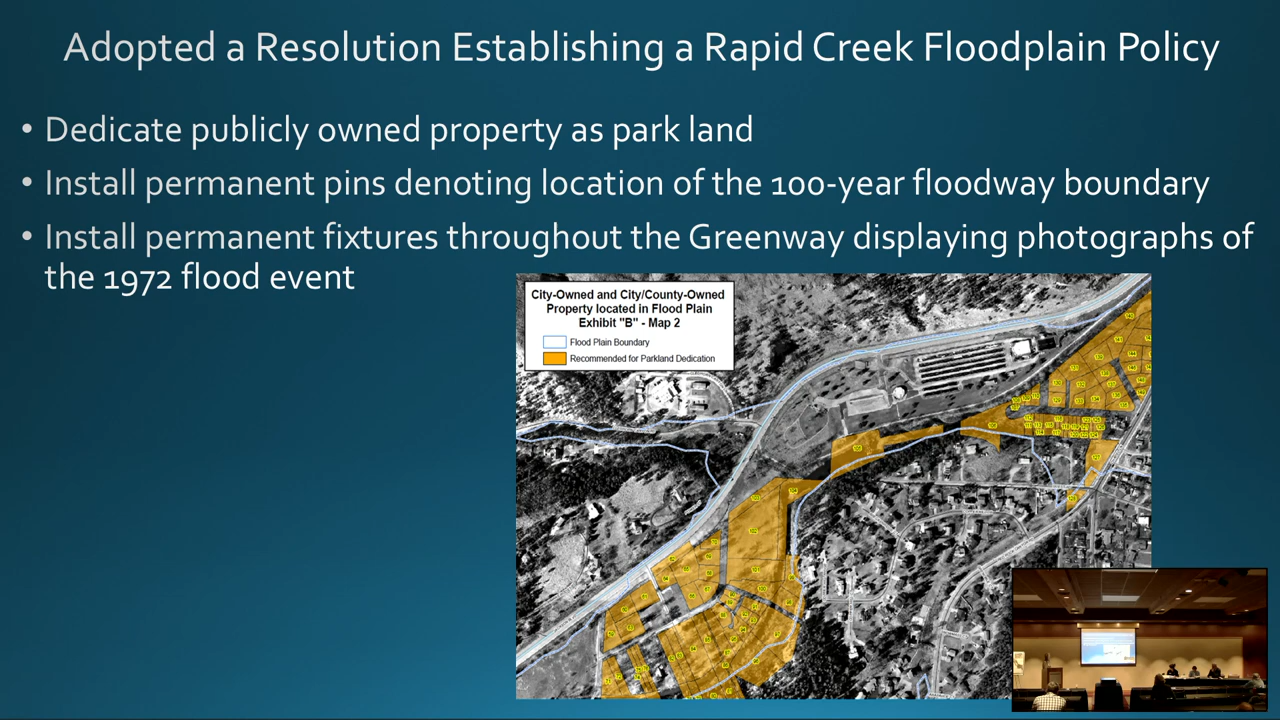 Adopted a Resolution Establishing a Rapid Creek Floodplain Policy
• Dedicate publicly owned property as park land
• Install permanent pins denoting location of the 100-year floodway boundary
• Install permanent fixtures throughout the Greenway displaying photographs of
the 1972 flood event
City-Owned and City/County-Owned
Property located in Flood Plain
Exhibit "B" - Map 2
Flood Plain Boundary
Recommended for Parkland Dedication